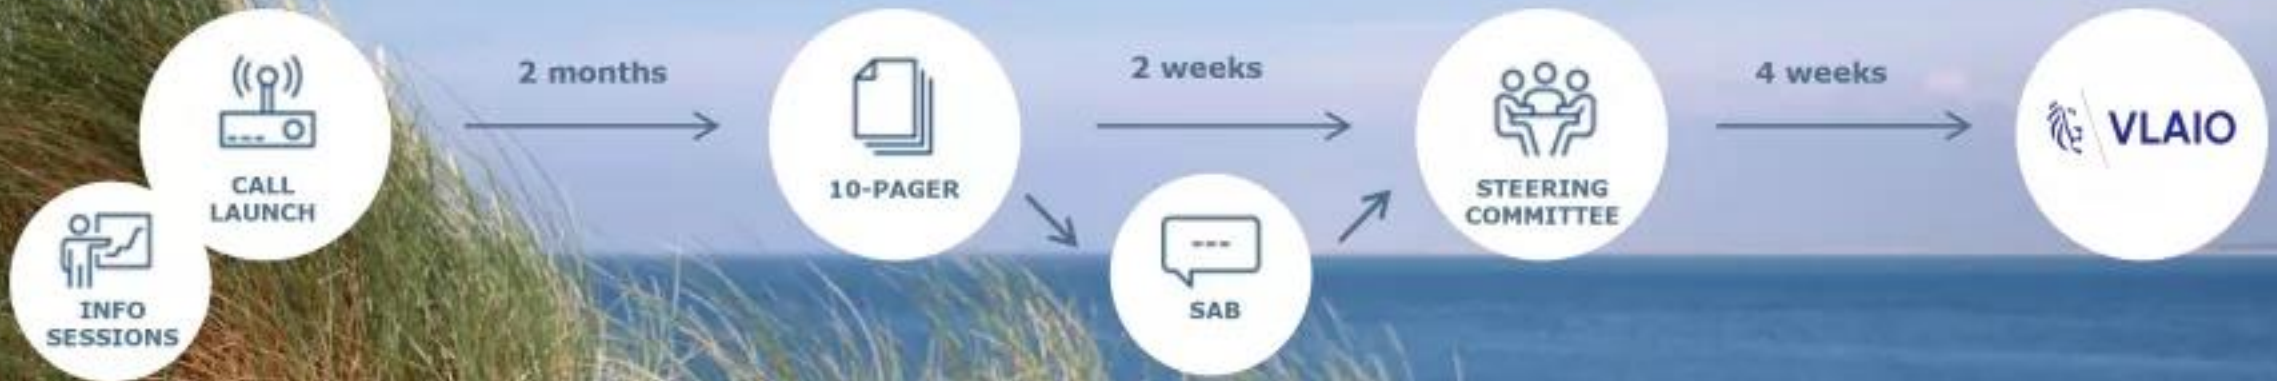 CALL
LAUNCH
INFO
SESSIONS
2 months
10-PAGER
2 weeks
SAB
STEERING
COMMITTEE
4 weeks
VLAIO